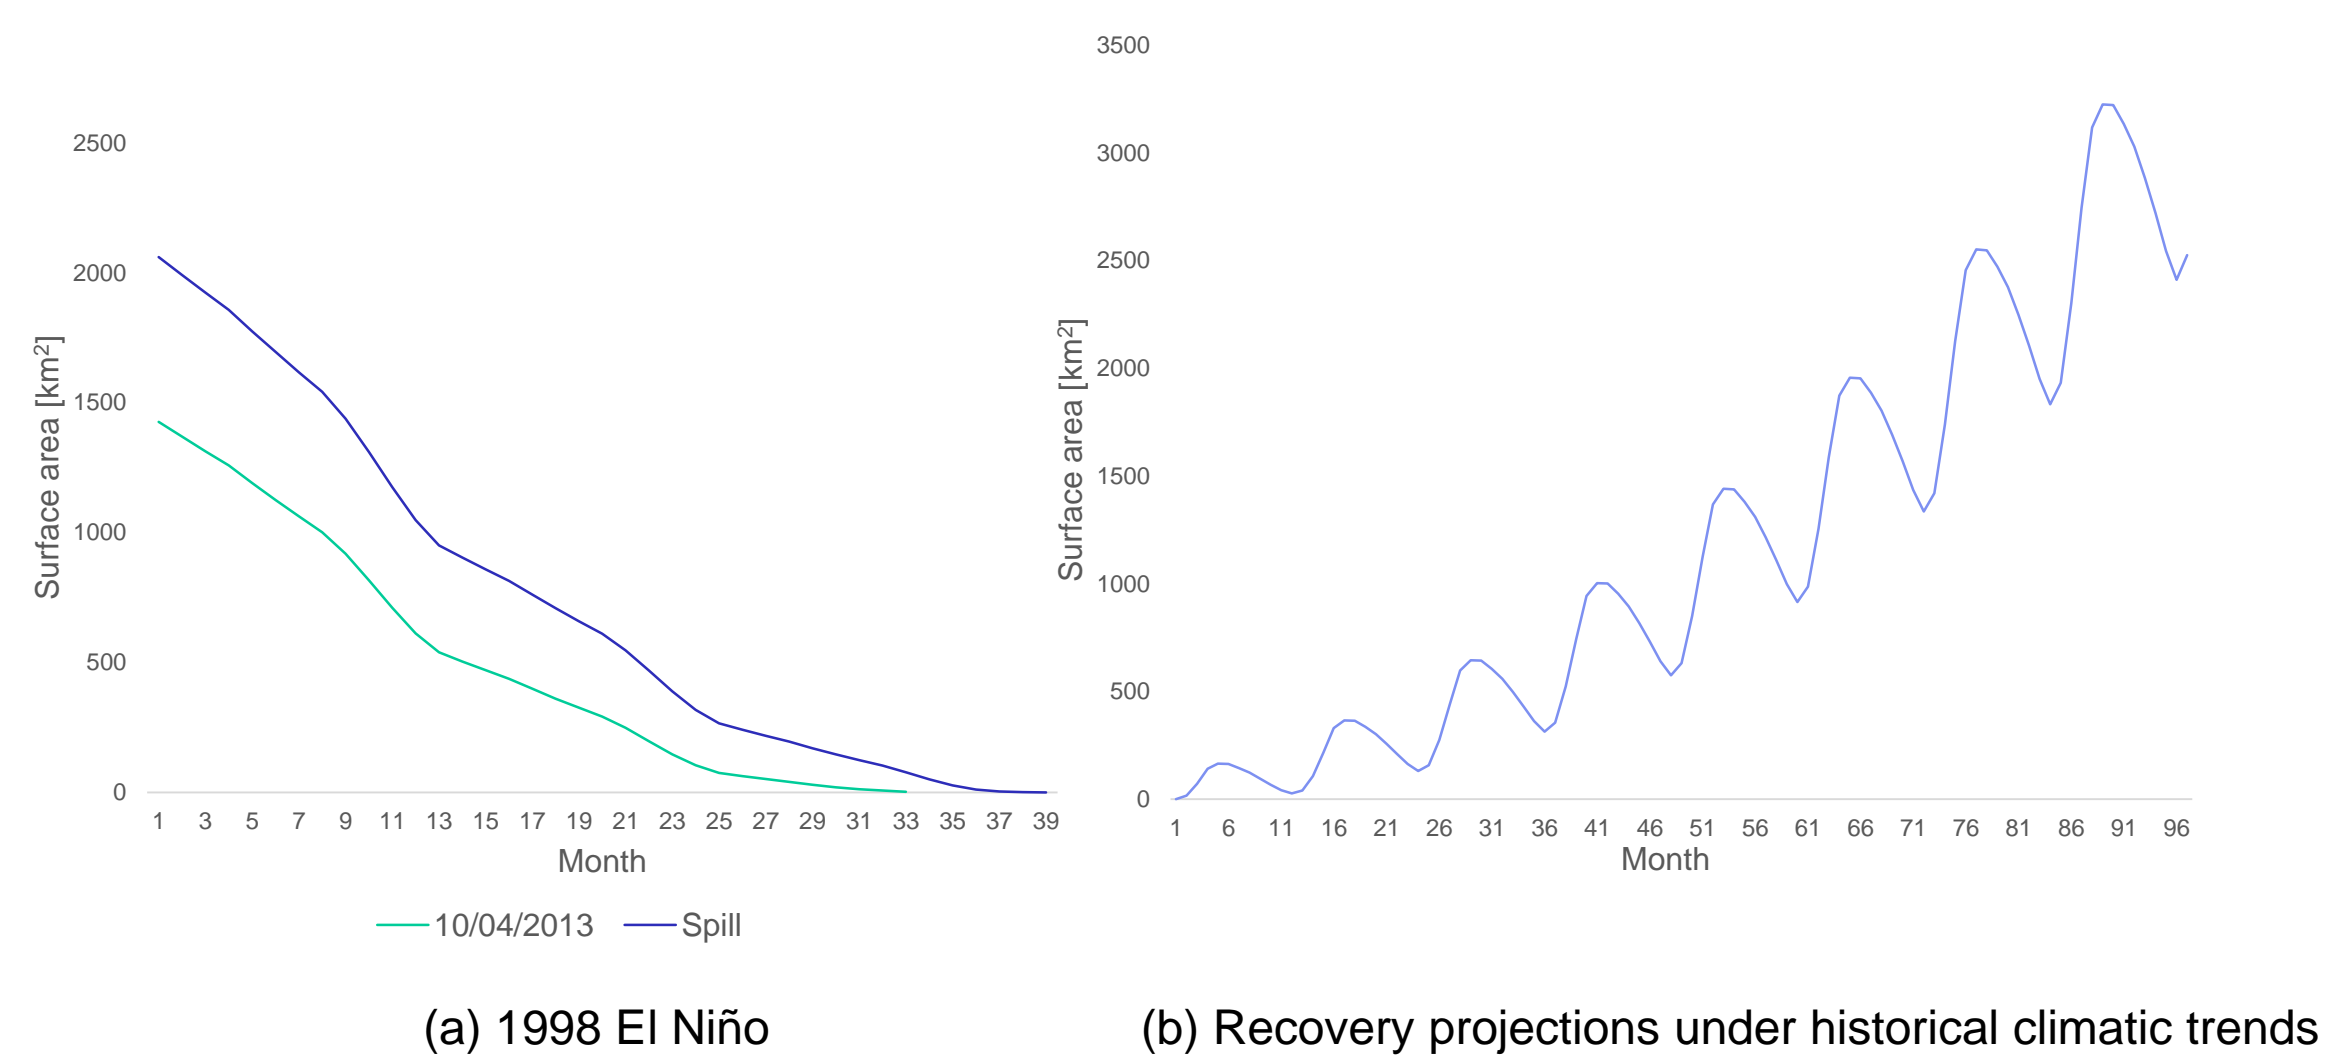 2500
2000
1500
1000
500
0
Surface area [km²]
1 3 5 7 9 11 13 15 17 19 21 23 25 27 29 31 33 35 37 39
Month
10/04/2013 Spill
(a) 1998 El Niño
3500
3000
2500
2000
1500
1000
500
0
Surface area [km²]
1 6 11 16 21 26 31 36 41 46 51 56 61 66 71 76 81 86 91 96
Month
(b) Recovery projections under historical climatic trends